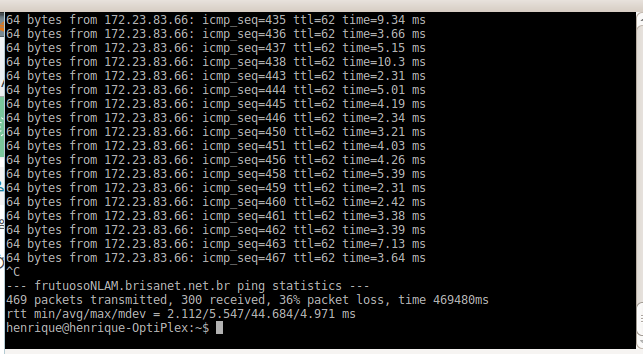 64 bytes from 172.23.83.66: icmp_seq=435 ttl=62 time=9.34 ms
64 bytes from 172.23.83.66: icmp_seq=436 ttl=62 time=3.66 ms
64 bytes from 172.23.83.66: icmp_seq=437 ttl=62 time=5.15 ms
64 bytes from 172.23.83.66: icmp_seq=438 ttl=62 time=10.3 ms
64 bytes from 172.23.83.66: icmp_seq=443 ttl=62 time=2.31 ms
64 bytes from 172.23.83.66: icmp_seq=444 ttl=62 time=5.01 ms
64 bytes from 172.23.83.66: icmp_seq=445 ttl=62 time=4.19 ms
64 bytes from 172.23.83.66: icmp_seq=446 ttl=62 time=2.34 ms
64 bytes from 172.23.83.66: icmp_seq=450 ttl=62 time=3.21 ms
64 bytes from 172.23.83.66: icmp_seq=451 ttl=62 time=4.03 ms
64 bytes from 172.23.83.66: icmp_seq=456 ttl=62 time=4.26 ms
64 bytes from 172.23.83.66: icmp_seq=458 ttl=62 time=5.39 ms
64 bytes from 172.23.83.66: icmp_seq=459 ttl=62 time=2.31 ms
64 bytes from 172.23.83.66: icmp_seq=460 ttl=62 time=2.42 ms
64 bytes from 172.23.83.66: icmp_seq=461 ttl=62 time=3.38 ms
64 bytes from 172.23.83.66: icmp_seq=462 ttl=62 time=3.39 ms
64 bytes from 172.23.83.66: icmp_seq=463 ttl=62 time=7.13 ms
64 bytes from 172.23.83.66: icmp_seq=467 ttl=62 time=3.64 ms
^C
--- frutuosoNLAM.brisanet.net.br ping statistics ---
469 packets transmitted, 300 received, 36% packet loss, time 469480ms
rtt min/avg/max/mdev = 2.112/5.547/44.684/4.971 ms
henrique@henrique-OptiPlex:~$